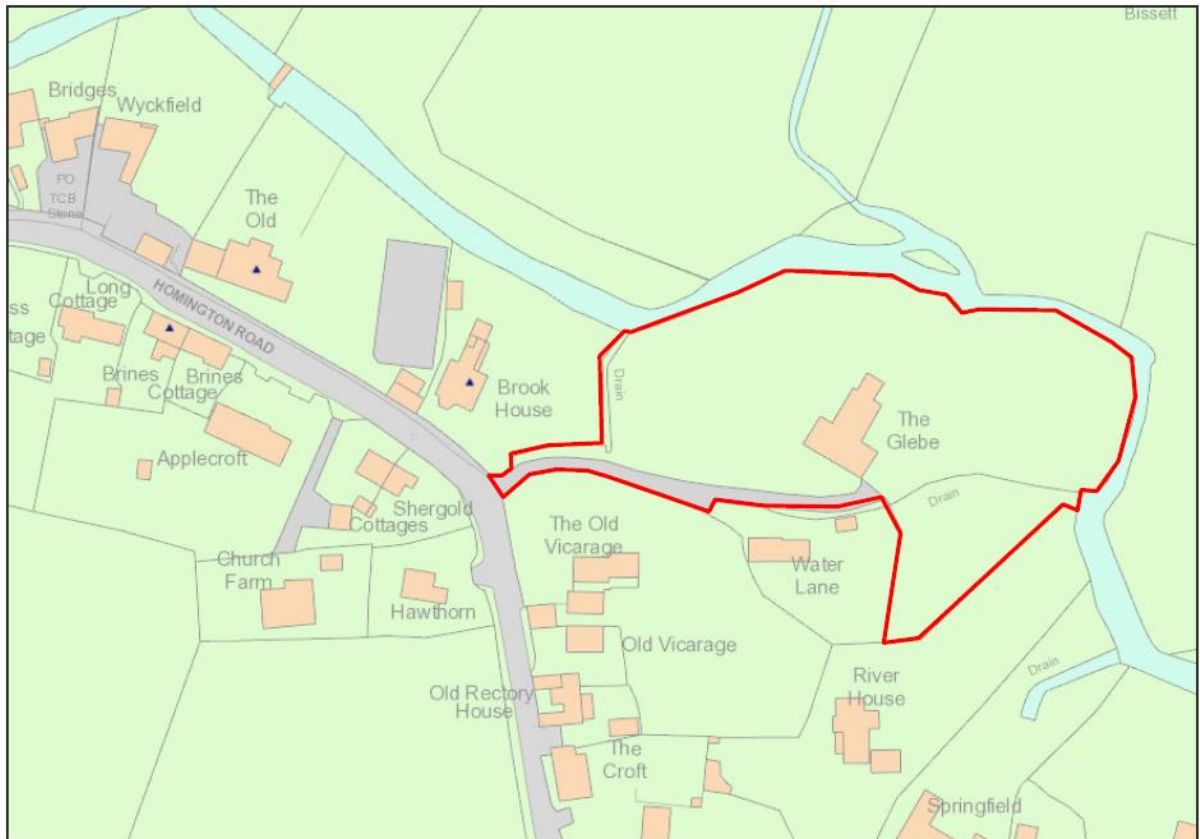 Bissett
Bridges
Wyckfield
PO
TCB
Stone
The
Old
HOMINGTON ROAD
ss
tage
Long
Cottage
Brines
Cottage
Brines
Cottage
Applecroft
Brook
House
Drain
The
Glebe
Drain
Shergold
Cottages
The Old
Vicarage
Water
Lane
Church
Farm
Hawthorn
Old Vicarage
Drain
River
House
Old Rectory
House
The
Croft
Springfield